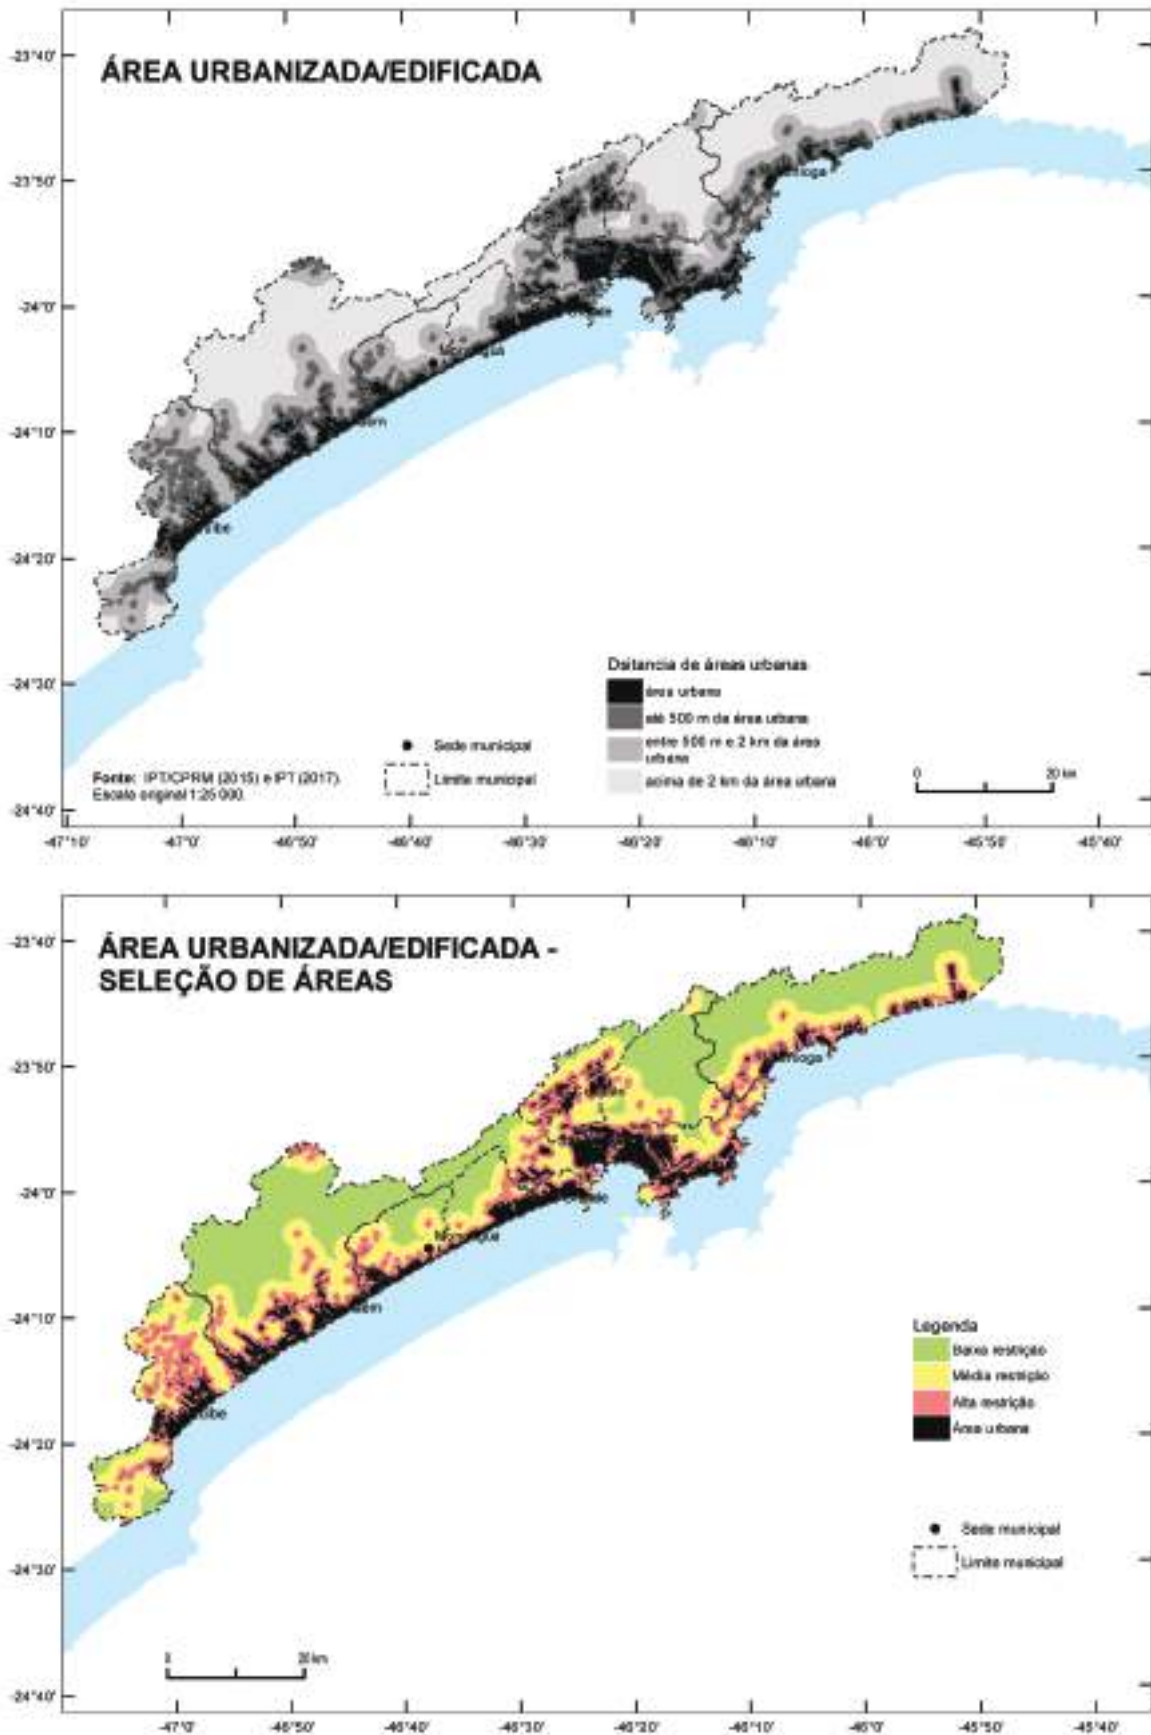 ÁREA URBANIZADA/EDIFICADA
-23°40'
-23°50'
-24°0'
-24°10'
-24°20'
-24°30'
-24°40'
Dsitancia de áreas urbanas
área urbana
até 500 m da área urbana
entre 500 m e 2 km da área
urbana
acima de 2 km da área urbana
Sede municipal
Limite municipal
Fonte: IPT/CPRM (2015) e IPT (2017).
Escala original 1:25 000.
0 20 km
-47°10' -47°0' -46°50' -46°40' -46°30' -46°20' -46°10' -46°0' -45°50' -45°40'
ÁREA URBANIZADA/EDIFICADA -
SELEÇÃO DE ÁREAS
-23°40'
-23°50'
-24°0'
-24°10'
-24°20'
-24°30'
-24°40'
Legenda
Baixa restrição
Média restrição
Alta restrição
Área urbana
Sede municipal
Limite municipal
0 20 km
-47°0' -46°50' -46°40' -46°30' -46°20' -46°10' -46°0' -45°50' -45°40'